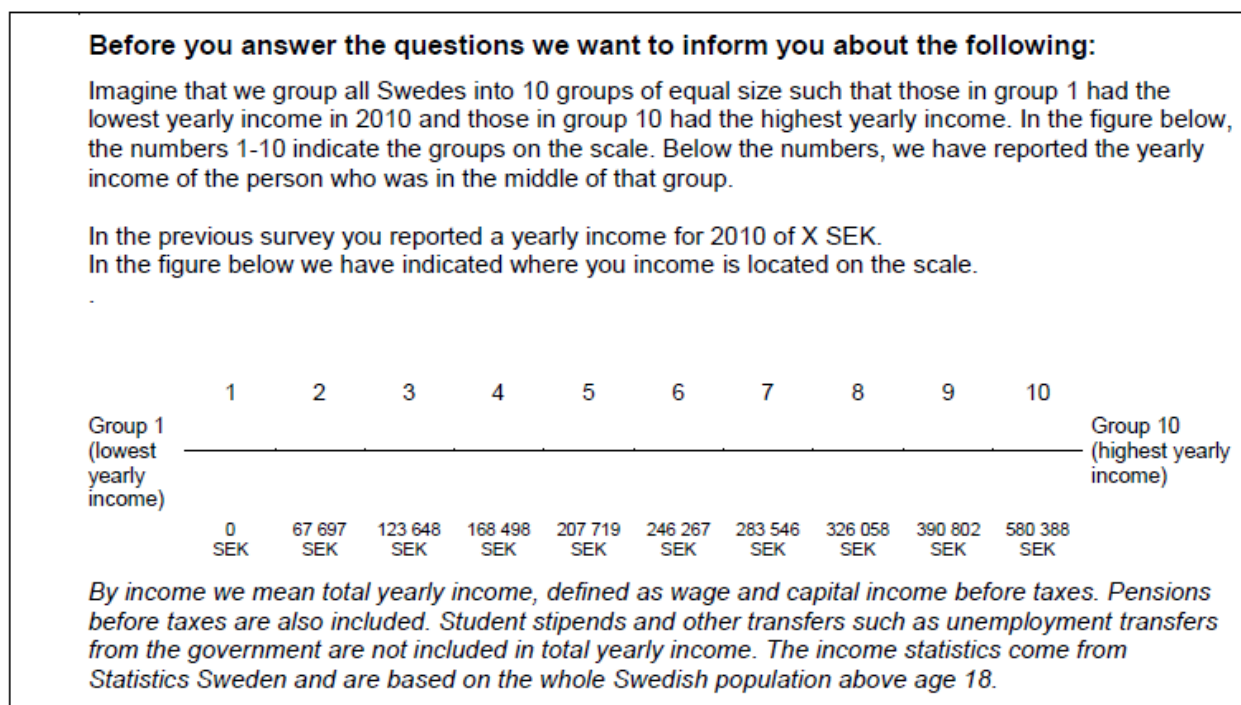 Before you answer the questions we want to inform you about the following:
Imagine that we group all Swedes into 10 groups of equal size such that those in group 1 had the
lowest yearly income in 2010 and those in group 10 had the highest yearly income. In the figure below,
the numbers 1-10 indicate the groups on the scale. Below the numbers, we have reported the yearly
income of the person who was in the middle of that group.
In the previous survey you reported a yearly income for 2010 of X SEK.
In the figure below we have indicated where you income is located on the scale.
.
1 2 3 4 5 6 7 8 9 10
Group 1
(lowest
yearly
income)
Group 10
(highest yearly
income)
0 67 697 123 648 168 498 207 719 246 267 283 546 326 058 390 802 580 388
SEK SEK SEK SEK SEK SEK SEK SEK SEK SEK
By income we mean total yearly income, defined as wage and capital income before taxes. Pensions
before taxes are also included. Student stipends and other transfers such as unemployment transfers
from the government are not included in total yearly income. The income statistics come from
Statistics Sweden and are based on the whole Swedish population above age 18.